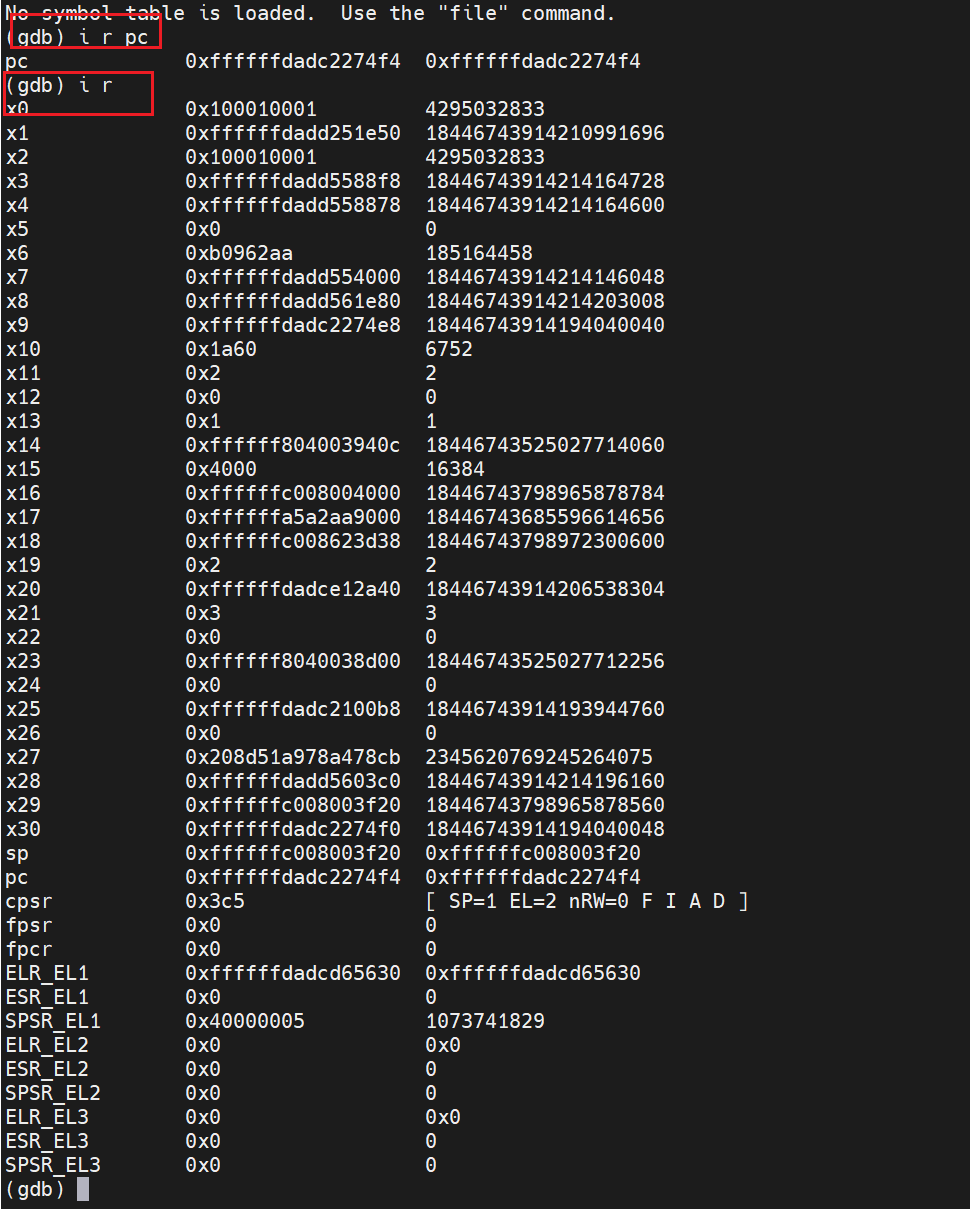 No symbol table is loaded.  Use the "file" command.
(gdb) i r pc
pc             0xffffffdadc2274f4  0xffffffdadc2274f4
(gdb) i r
x0             0x100010001         4295032833
x1             0xffffffdadd251e50  18446743914210991696
x2             0x100010001         4295032833
x3             0xffffffdadd5588f8  18446743914214164728
x4             0xffffffdadd558878  18446743914214164600
x5             0x0                 0
x6             0xb0962aa           185164458
x7             0xffffffdadd554000  18446743914214146048
x8             0xffffffdadd561e80  18446743914214203008
x9             0xffffffdadc2274e8  18446743914194040040
x10            0x1a60              6752
x11            0x2                 2
x12            0x0                 0
x13            0x1                 1
x14            0xffffff804003940c  18446743525027714060
x15            0x4000              16384
x16            0xffffffc008004000  18446743798965878784
x17            0xffffffa5a2aa9000  18446743685596614656
x18            0xffffffc008623d38  18446743798972300600
x19            0x2                 2
x20            0xffffffdadce12a40  18446743914206538304
x21            0x3                 3
x22            0x0                 0
x23            0xffffff8040038d00  18446743525027712256
x24            0x0                 0
x25            0xffffffdadc2100b8  18446743914193944760
x26            0x0                 0
x27            0x208d51a978a478cb  2345620769245264075
x28            0xffffffdadd5603c0  18446743914214196160
x29            0xffffffc008003f20  18446743798965878560
x30            0xffffffdadc2274f0  18446743914194040048
sp             0xffffffc008003f20  0xffffffc008003f20
pc             0xffffffdadc2274f4  0xffffffdadc2274f4
cpsr           0x3c5               [ SP=1 EL=2 nRW=0 F I A D ]
fpsr           0x0                 0
fpcr           0x0                 0
ELR_EL1        0xffffffdadcd65630  0xffffffdadcd65630
ESR_EL1        0x0                 0
SPSR_EL1       0x40000005          1073741829
ELR_EL2        0x0                 0x0
ESR_EL2        0x0                 0
SPSR_EL2       0x0                 0
ELR_EL3        0x0                 0x0
ESR_EL3        0x0                 0
SPSR_EL3       0x0                 0
(gdb)